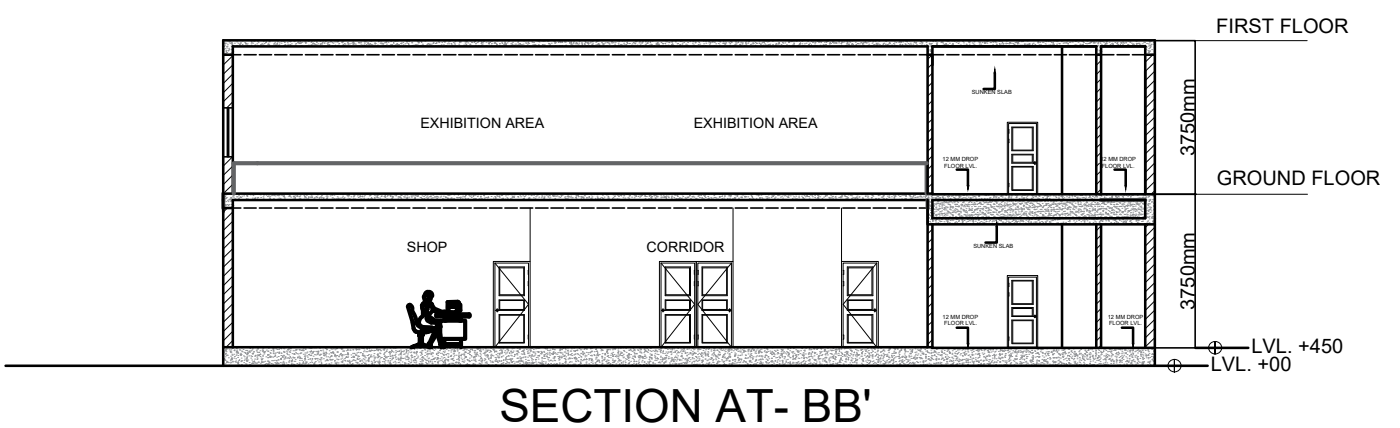 FIRST FLOOR
SUNKEN SLAB
3750mm
EXHIBITION AREA
EXHIBITION AREA
12 MM DROP
FLOOR LVL.
2 MM DROP
FLOOR LVL.
GROUND FLOOR
SHOP
CORRIDOR
SUNKEN SLAB
3750mm
12 MM DROP
FLOOR LVL.
12 MM DROP
FLOOR LVL.
LVL. +450
LVL. +00
SECTION AT- BB'